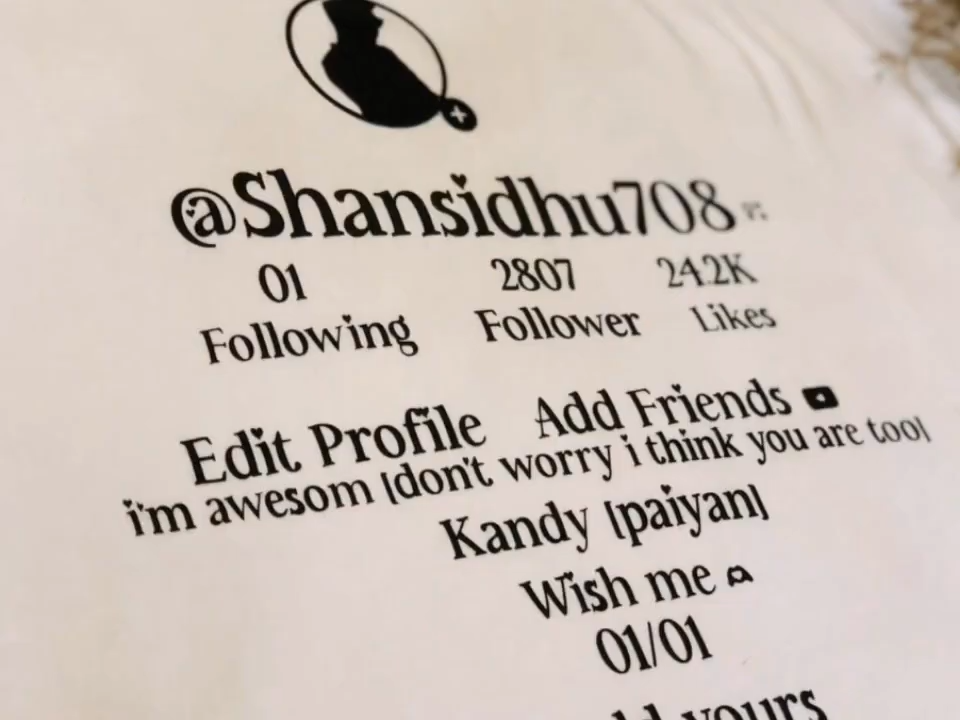 @Shansidhu708
01 2807 24.2K
Following Follower Likes
Edit Profile Add Friends
i'm awesom (don't worry i think you are too)
Kandy (paiyan)
Wish me
01/01
yours